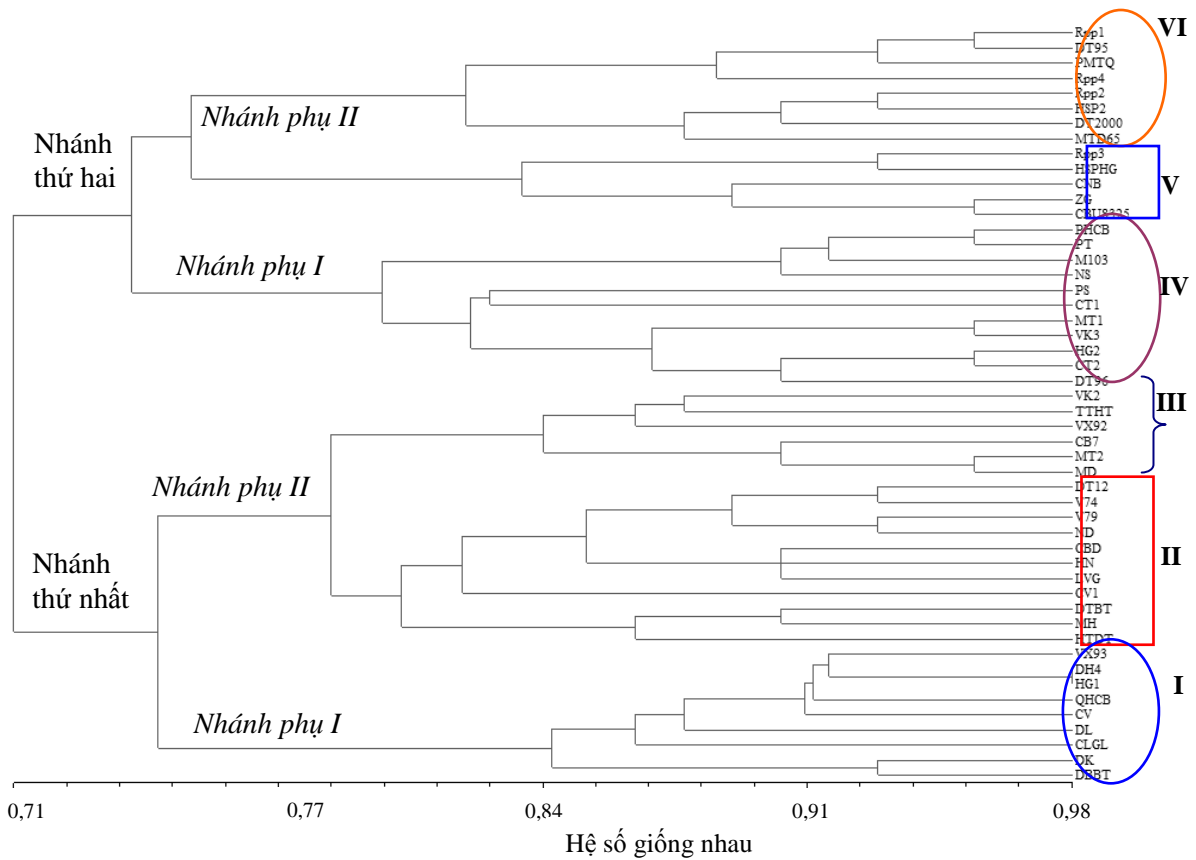 VI
Rpp1
DT95
PMTQ
Rpp4
Nhánh phụ II
Rpp2
HSP2
DT2000
MTD65
Nhánh
thứ hai
Rpp3
HSPHG
V
CNB
ZG
CBU8325
PHCB
PT
Nhánh phụ I
M103
NS
IV
PS
CT1
MT1
VK3
HG2
CT2
DT96
III
VK2
TTHT
VX92
CB7
MT2
MD
Nhánh phụ II
DT12
V74
V79
ND
II
CBD
HN
LVG
Nhánh
thứ nhất
CV1
DTBT
MH
HTDT
VX93
DH4
I
HG1
QHCB
CV
Nhánh phụ I
DL
CLGL
DK
DBBT
0,71
0,77
0,84
0,91
0,98
Hệ số giống nhau